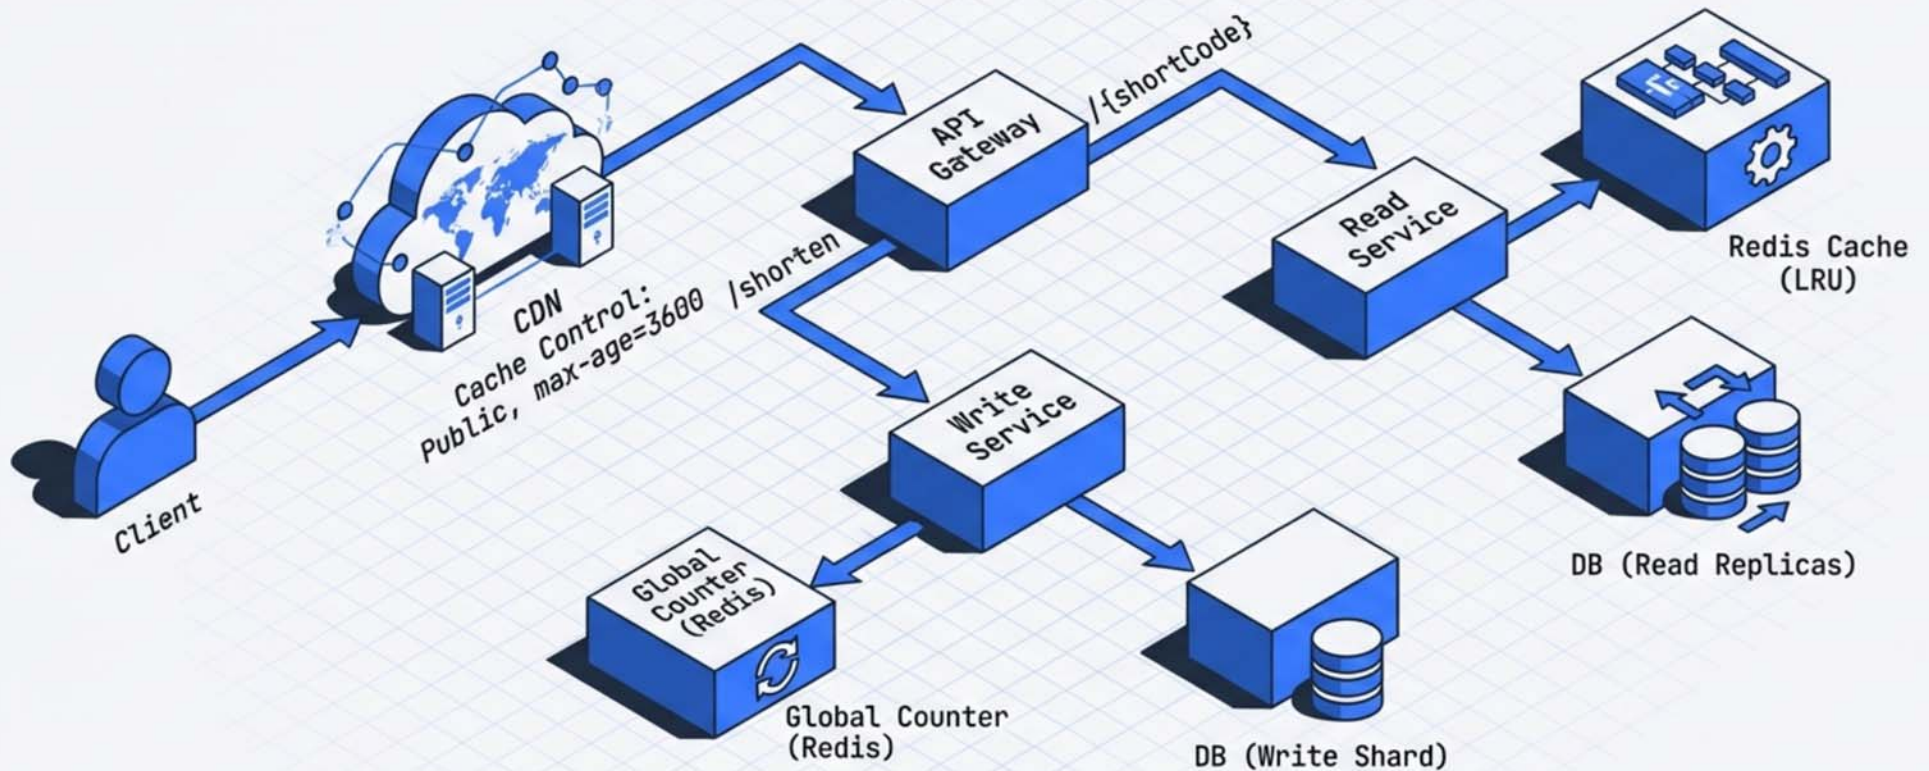 Client
CDN
Cache Control:
Public, max-age=3600
API
Gateway
/{shortCode}
/shorten
Read
Service
Redis Cache
(LRU)
DB (Read Replicas)
Write
Service
Global
Counter
(Redis)
Global Counter
(Redis)
DB (Write Shard)